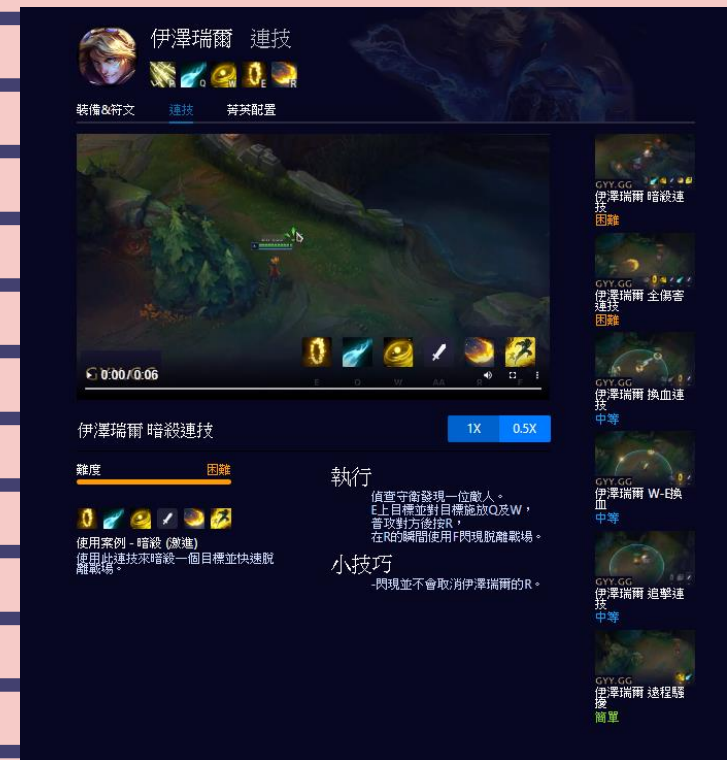 伊澤瑞爾 連技
P Q W E R
裝備&符文 連技 菁英配置
0:00 / 0:06
E Q W AA R F
伊澤瑞爾 暗殺連技
1X 0.5X
難度 困難
使用案例 - 暗殺 (激進)
使用此連技來暗殺一個目標並快速脫
離戰場。
執行
偵查守衛發現一位敵人。
E上目標並對目標施放Q及W，
普攻對方後按R，
在R的瞬間使用F閃現脫離戰場。
小技巧
-閃現並不會取消伊澤瑞爾的R。
GYY.GG
伊澤瑞爾 暗殺連
技
困難
GYY.GG
伊澤瑞爾 全傷害
連技
困難
GYY.GG
伊澤瑞爾 換血連
技
中等
GYY.GG
伊澤瑞爾 W-E換
血
中等
GYY.GG
伊澤瑞爾 追擊連
技
中等
GYY.GG
伊澤瑞爾 遠程騷
擾
簡單